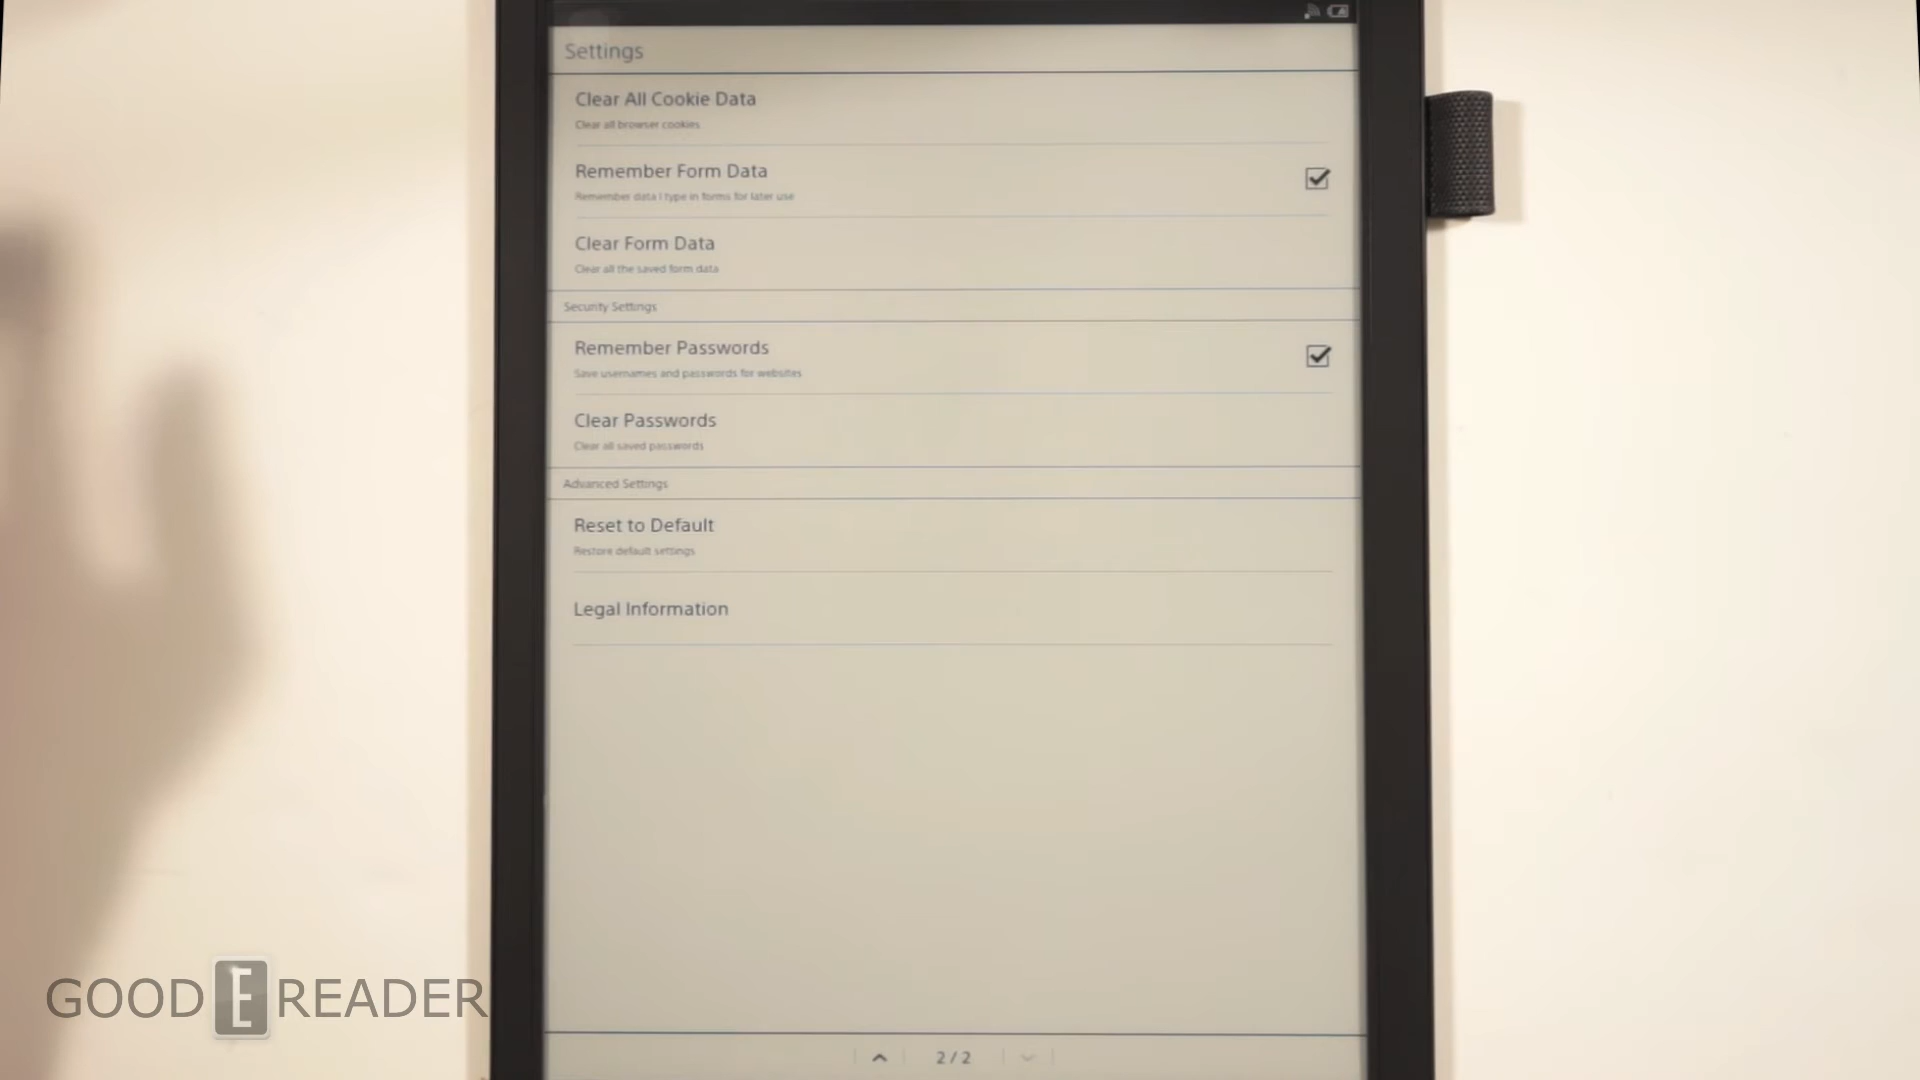 Settings
Clear All Cookie Data
Clear all browser cookies
Remember Form Data
Remember data I type in forms for later use
Clear Form Data
Clear all the saved form data
Security Settings
Remember Passwords
Save usernames and passwords for websites
Clear Passwords
Clear all saved passwords
Advanced Settings
Reset to Default
Restore default settings
Legal Information
2 / 2
GOOD E READER